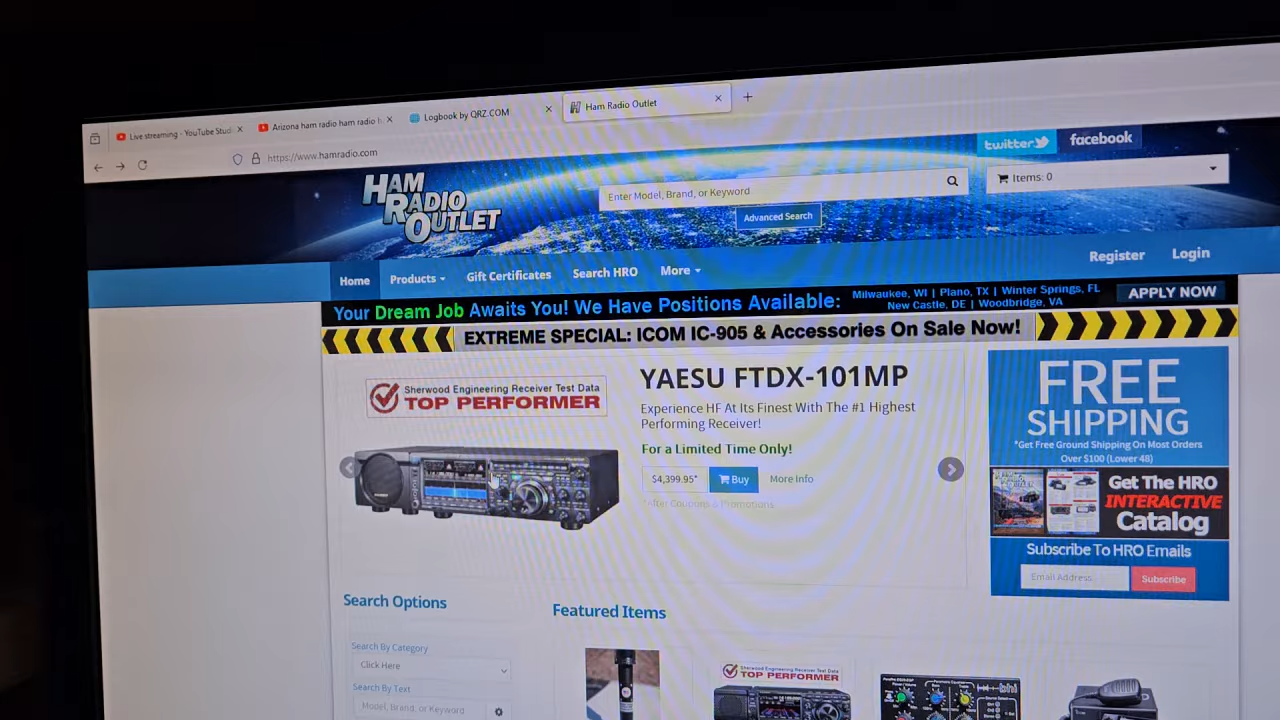 Live streaming - YouTube Stud
Arizona ham radio ham radio h
Logbook by QRZ.COM
Ham Radio Outlet
https://www.hamradio.com
twitter
facebook
HAM
RADIO
OUTLET
Enter Model, Brand, or Keyword
Items: 0
Advanced Search
Register
Login
Home
Products
Gift Certificates
Search HRO
More
Your Dream Job Awaits You! We Have Positions Available:
Milwaukee, WI | Plano, TX | Winter Springs, FL
New Castle, DE | Woodbridge, VA
APPLY NOW
EXTREME SPECIAL: ICOM IC-905 & Accessories On Sale Now!
Sherwood Engineering Receiver Test Data
TOP PERFORMER
YAESU FTDX-101MP
Experience HF At Its Finest With The #1 Highest
Performing Receiver!
For a Limited Time Only!
$4,399.95*
Buy
More Info
*After Coupons & Promotions
FREE
SHIPPING
*Get Free Ground Shipping On Most Orders
Over $100 (Lower 48)
Get The HRO
INTERACTIVE
Catalog
Subscribe To HRO Emails
Email Address
Subscribe
Search Options
Search By Category
Click Here
Search By Text
Model, Brand, or Keyword
Featured Items
Sherwood Engineering Receiver Test Data
TOP PERFORMER